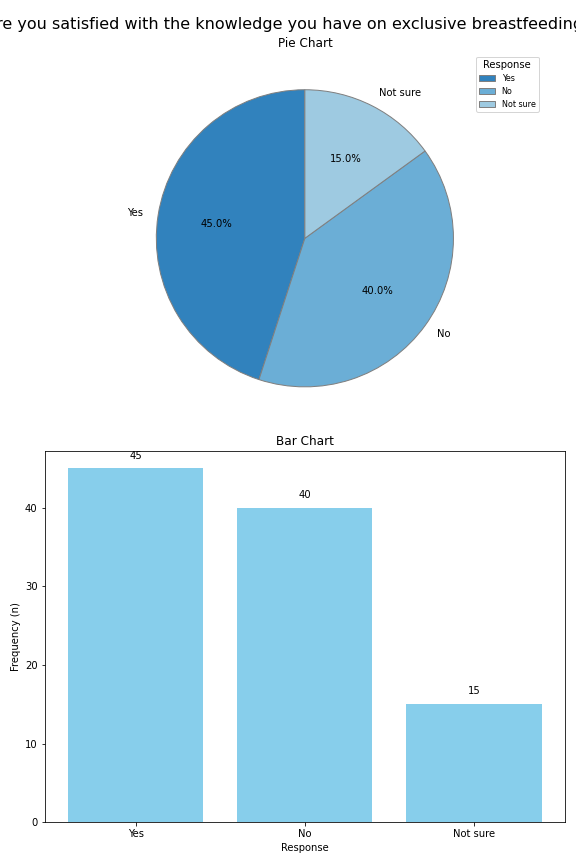 re you satisfied with the knowledge you have on exclusive breastfeeding
Pie Chart
Response
Yes
No
Not sure
Not sure
15.0%
Yes
45.0%
40.0%
No
Bar Chart
45
40
15
40
30
20
10
0
Frequency (n)
Yes No Not sure
Response